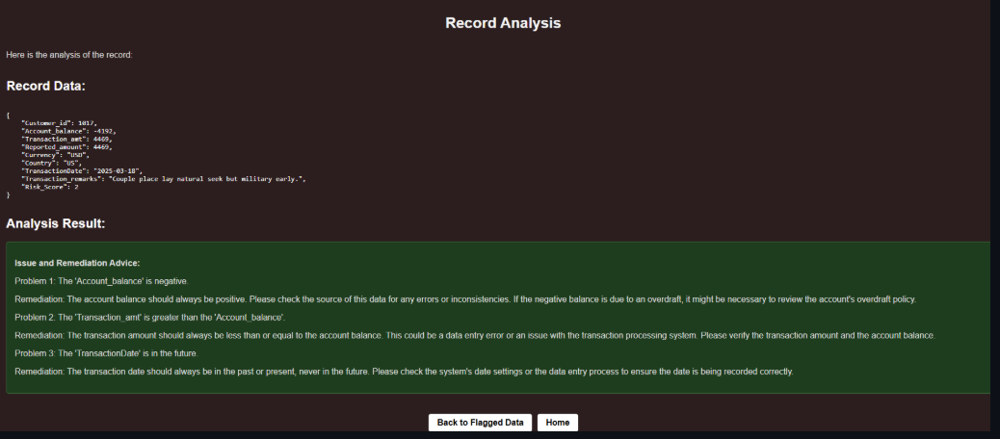 Record Analysis
Here is the analysis of the record:
Record Data:
{
"Customer_id": 1017,
"Account_balance": -4192,
"Transaction_amt": 4469,
"Reported_amount": 4469,
"Currency": "USD",
"Country": "US",
"TransactionDate": "2025-03-18",
"Transaction_remarks": "Couple place lay natural seek but military early.",
"Risk_Score": 2
}
Analysis Result:
Issue and Remediation Advice:
Problem 1: The 'Account_balance' is negative.
Remediation: The account balance should always be positive. Please check the source of this data for any errors or inconsistencies. If the negative balance is due to an overdraft, it might be necessary to review the account's overdraft policy.
Problem 2: The 'Transaction_amt' is greater than the 'Account_balance'.
Remediation: The transaction amount should always be less than or equal to the account balance. This could be a data entry error or an issue with the transaction processing system. Please verify the transaction amount and the account balance.
Problem 3: The 'TransactionDate' is in the future.
Remediation: The transaction date should always be in the past or present, never in the future. Please check the system's date settings or the data entry process to ensure the date is being recorded correctly.
Back to Flagged Data Home